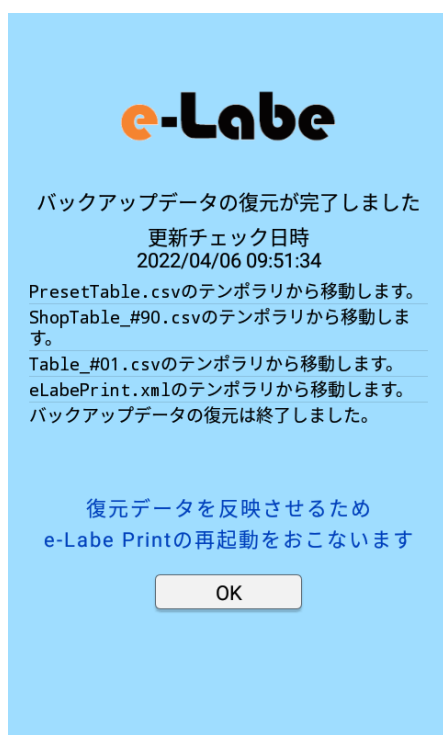 e-Labe
バックアップデータの復元が完了しました
更新チェック日時
2022/04/06 09:51:34
PresetTable.csvのテンポラリから移動します。
ShopTable_#90.csvのテンポラリから移動しま
す。
Table_#01.csvのテンポラリから移動します。
eLabePrint.xmlのテンポラリから移動します。
バックアップデータの復元は終了しました。
復元データを反映させるため
e-Labe Printの再起動をおこないます
OK